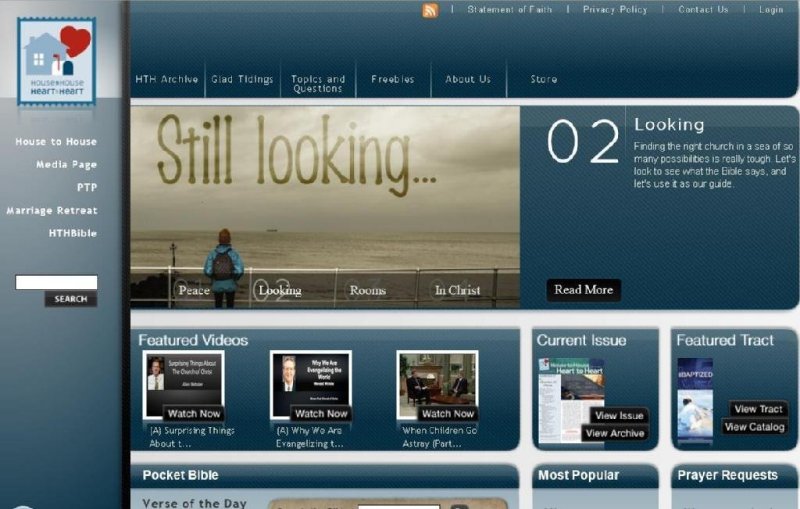 Statement of Faith | Privacy Policy | Contact Us | Login
HOUSE TO HOUSE
HEART TO HEART
HTH Archive
Glad Tidings
Topics and
Questions
Freebies
About Us
Store
House to House
Media Page
PTP
Marriage Retreat
HTHBible
SEARCH
Still looking...
Peace
02
Looking
Rooms
In Christ
02
Looking
Finding the right church in a sea of so
many possibilities is really tough. Let's
look to see what the Bible says, and
let's use it as our guide.
Read More
Featured Videos
Surprising Things About
The Church of Christ
Watch Now
(A) Surprising Things
About t...
Why We Are
Evangelizing the
World
Watch Now
(A) Why We Are
Evangelizing t...
Watch Now
When Children Go
Astray (Part...
Current Issue
House to House
Heart to Heart
View Issue
View Archive
Featured Tract
BAPTIZED
View Tract
View Catalog
Pocket Bible
Verse of the Day
Most Popular
Prayer Requests